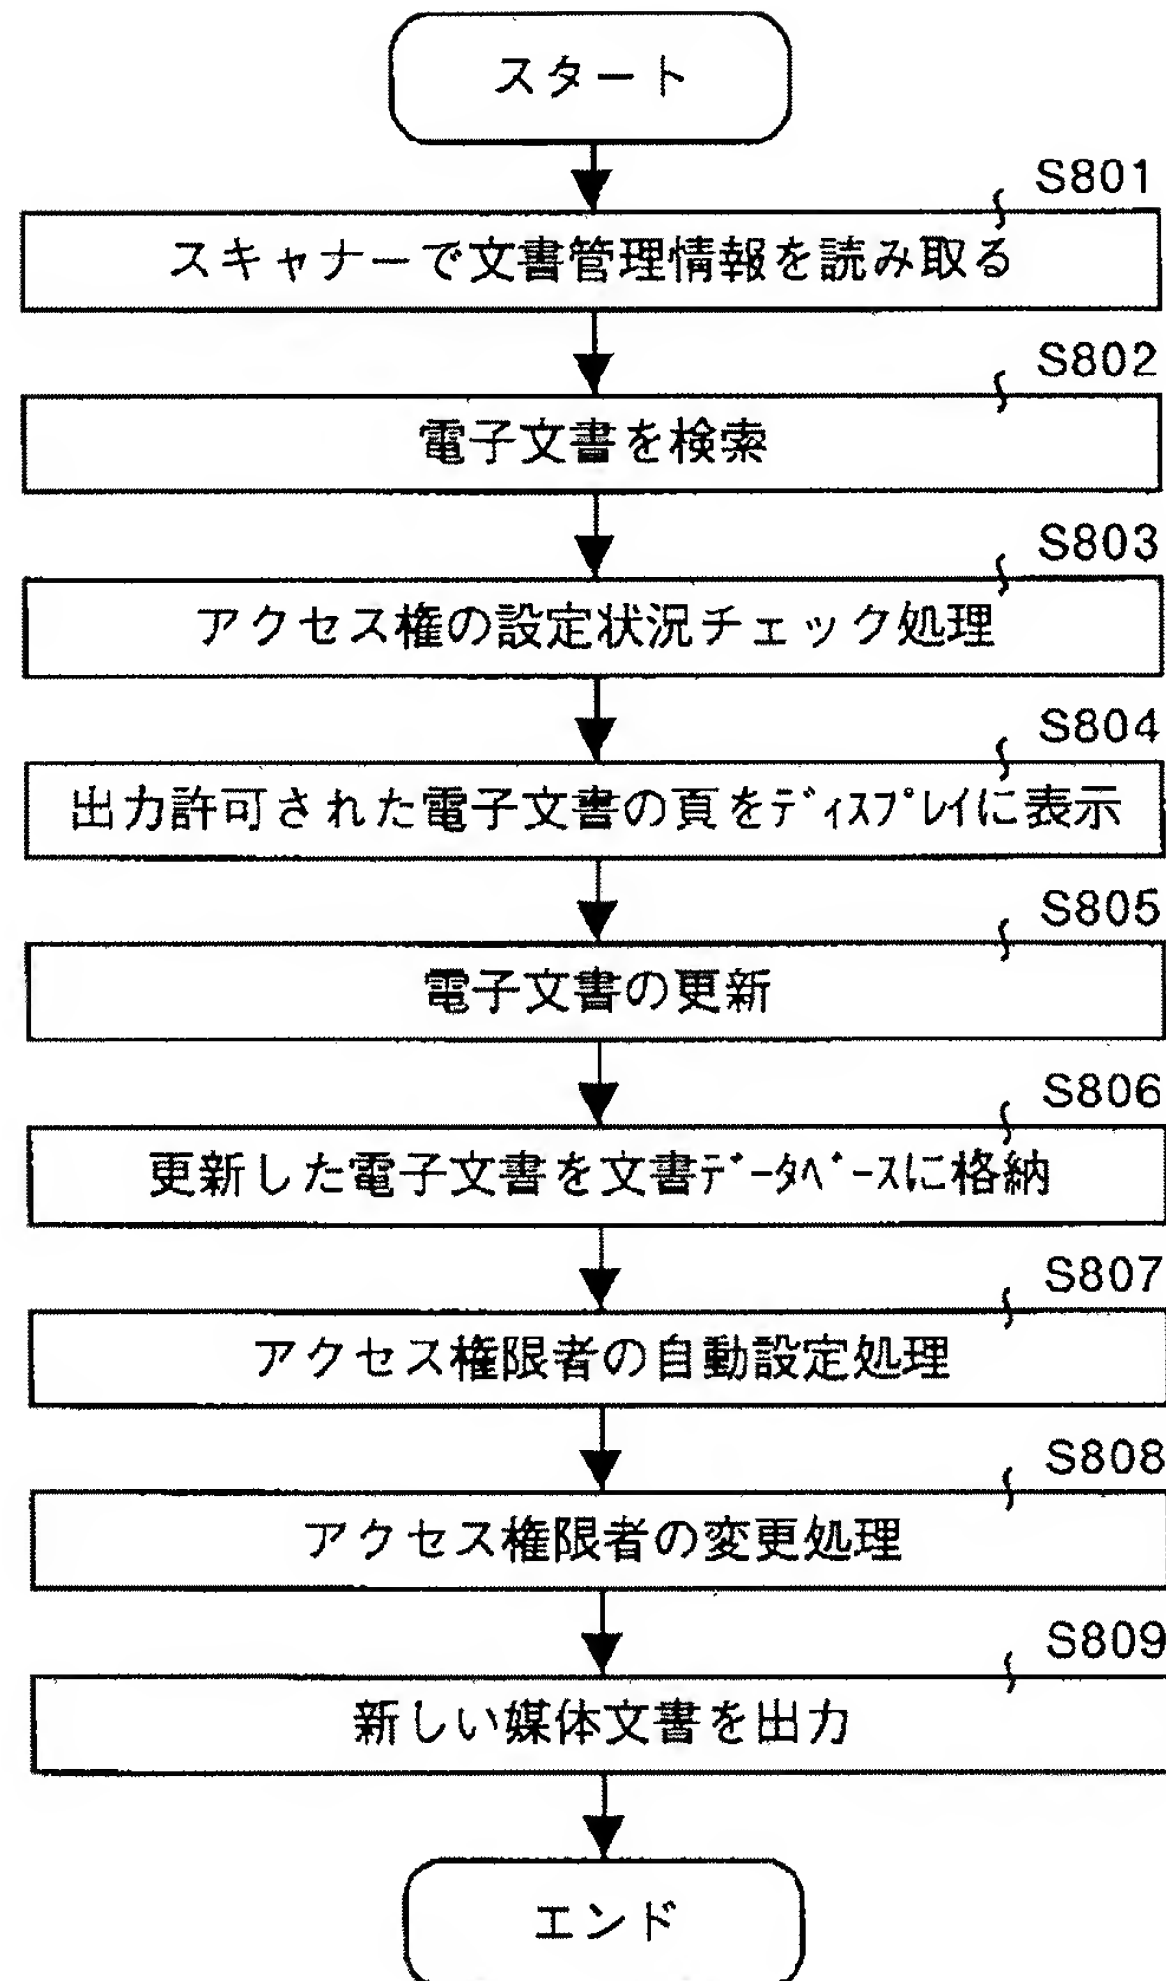 スタート
S801
スキャナーで文書管理情報を読み取る
S802
電子文書を検索
S803
アクセス権の設定状況チェック処理
S804
出力許可された電子文書の頁をﾃﾞｨｽﾌﾟﾚｲに表示
S805
電子文書の更新
S806
更新した電子文書を文書ﾃﾞｰﾀﾍﾞｰｽに格納
S807
アクセス権限者の自動設定処理
S808
アクセス権限者の変更処理
S809
新しい媒体文書を出力
エンド